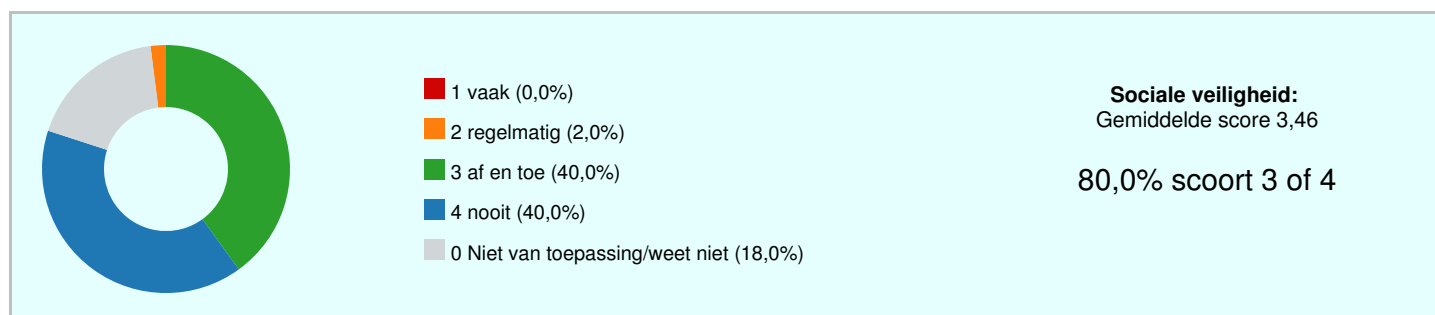 1 vaak (0,0%)
2 regelmatig (2,0%)
3 af en toe (40,0%)
4 nooit (40,0%)
0 Niet van toepassing/weet niet (18,0%)
Sociale veiligheid:
Gemiddelde score 3,46
80,0% scoort 3 of 4